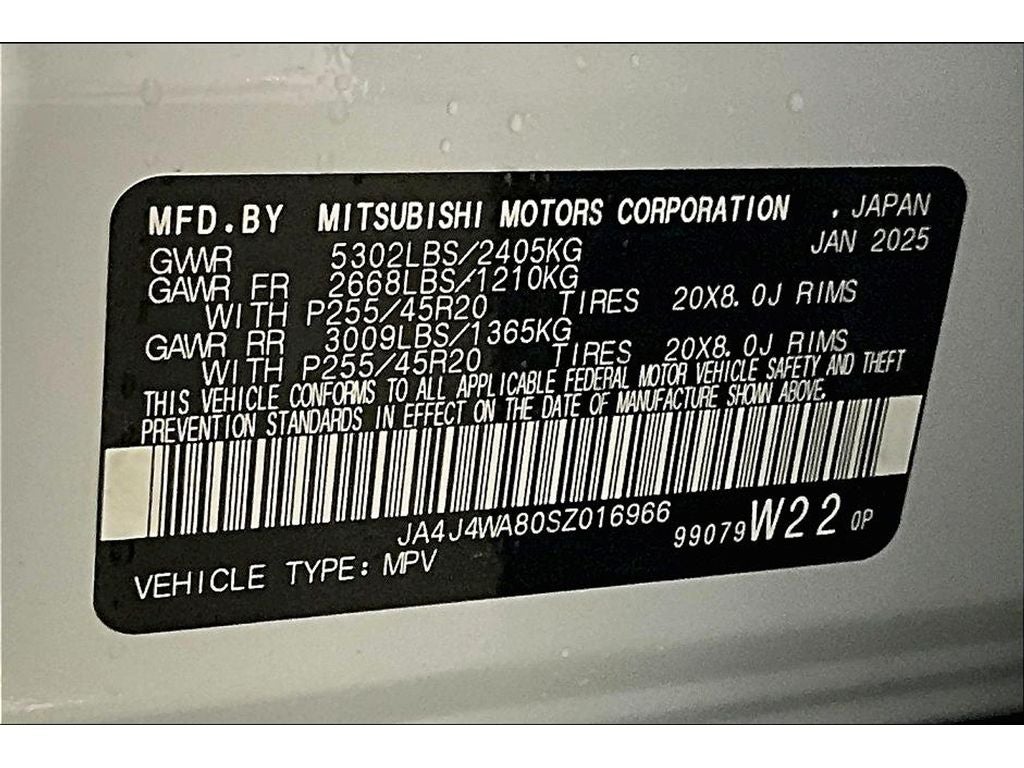 MFD.BY MITSUBISHI MOTORS CORPORATION , JAPAN
GWWR 5302LBS/2405KG JAN 2025
GAWR FR 2668LBS/1210KG
WITH P255/45R20 TIRES 20X8.0J RIMS
GAWR RR 3009LBS/1365KG
WITH P255/45R20 TIRES 20X8.0J RIMS
THIS VEHICLE CONFORMS TO ALL APPLICABLE FEDERAL MOTOR VEHICLE SAFETY AND THEFT
PREVENTION STANDARDS IN EFFECT ON THE DATE OF MANUFACTURE SHOWN ABOVE.
JA4J4WA80SZ016966
99079 W22 0P
VEHICLE TYPE: MPV